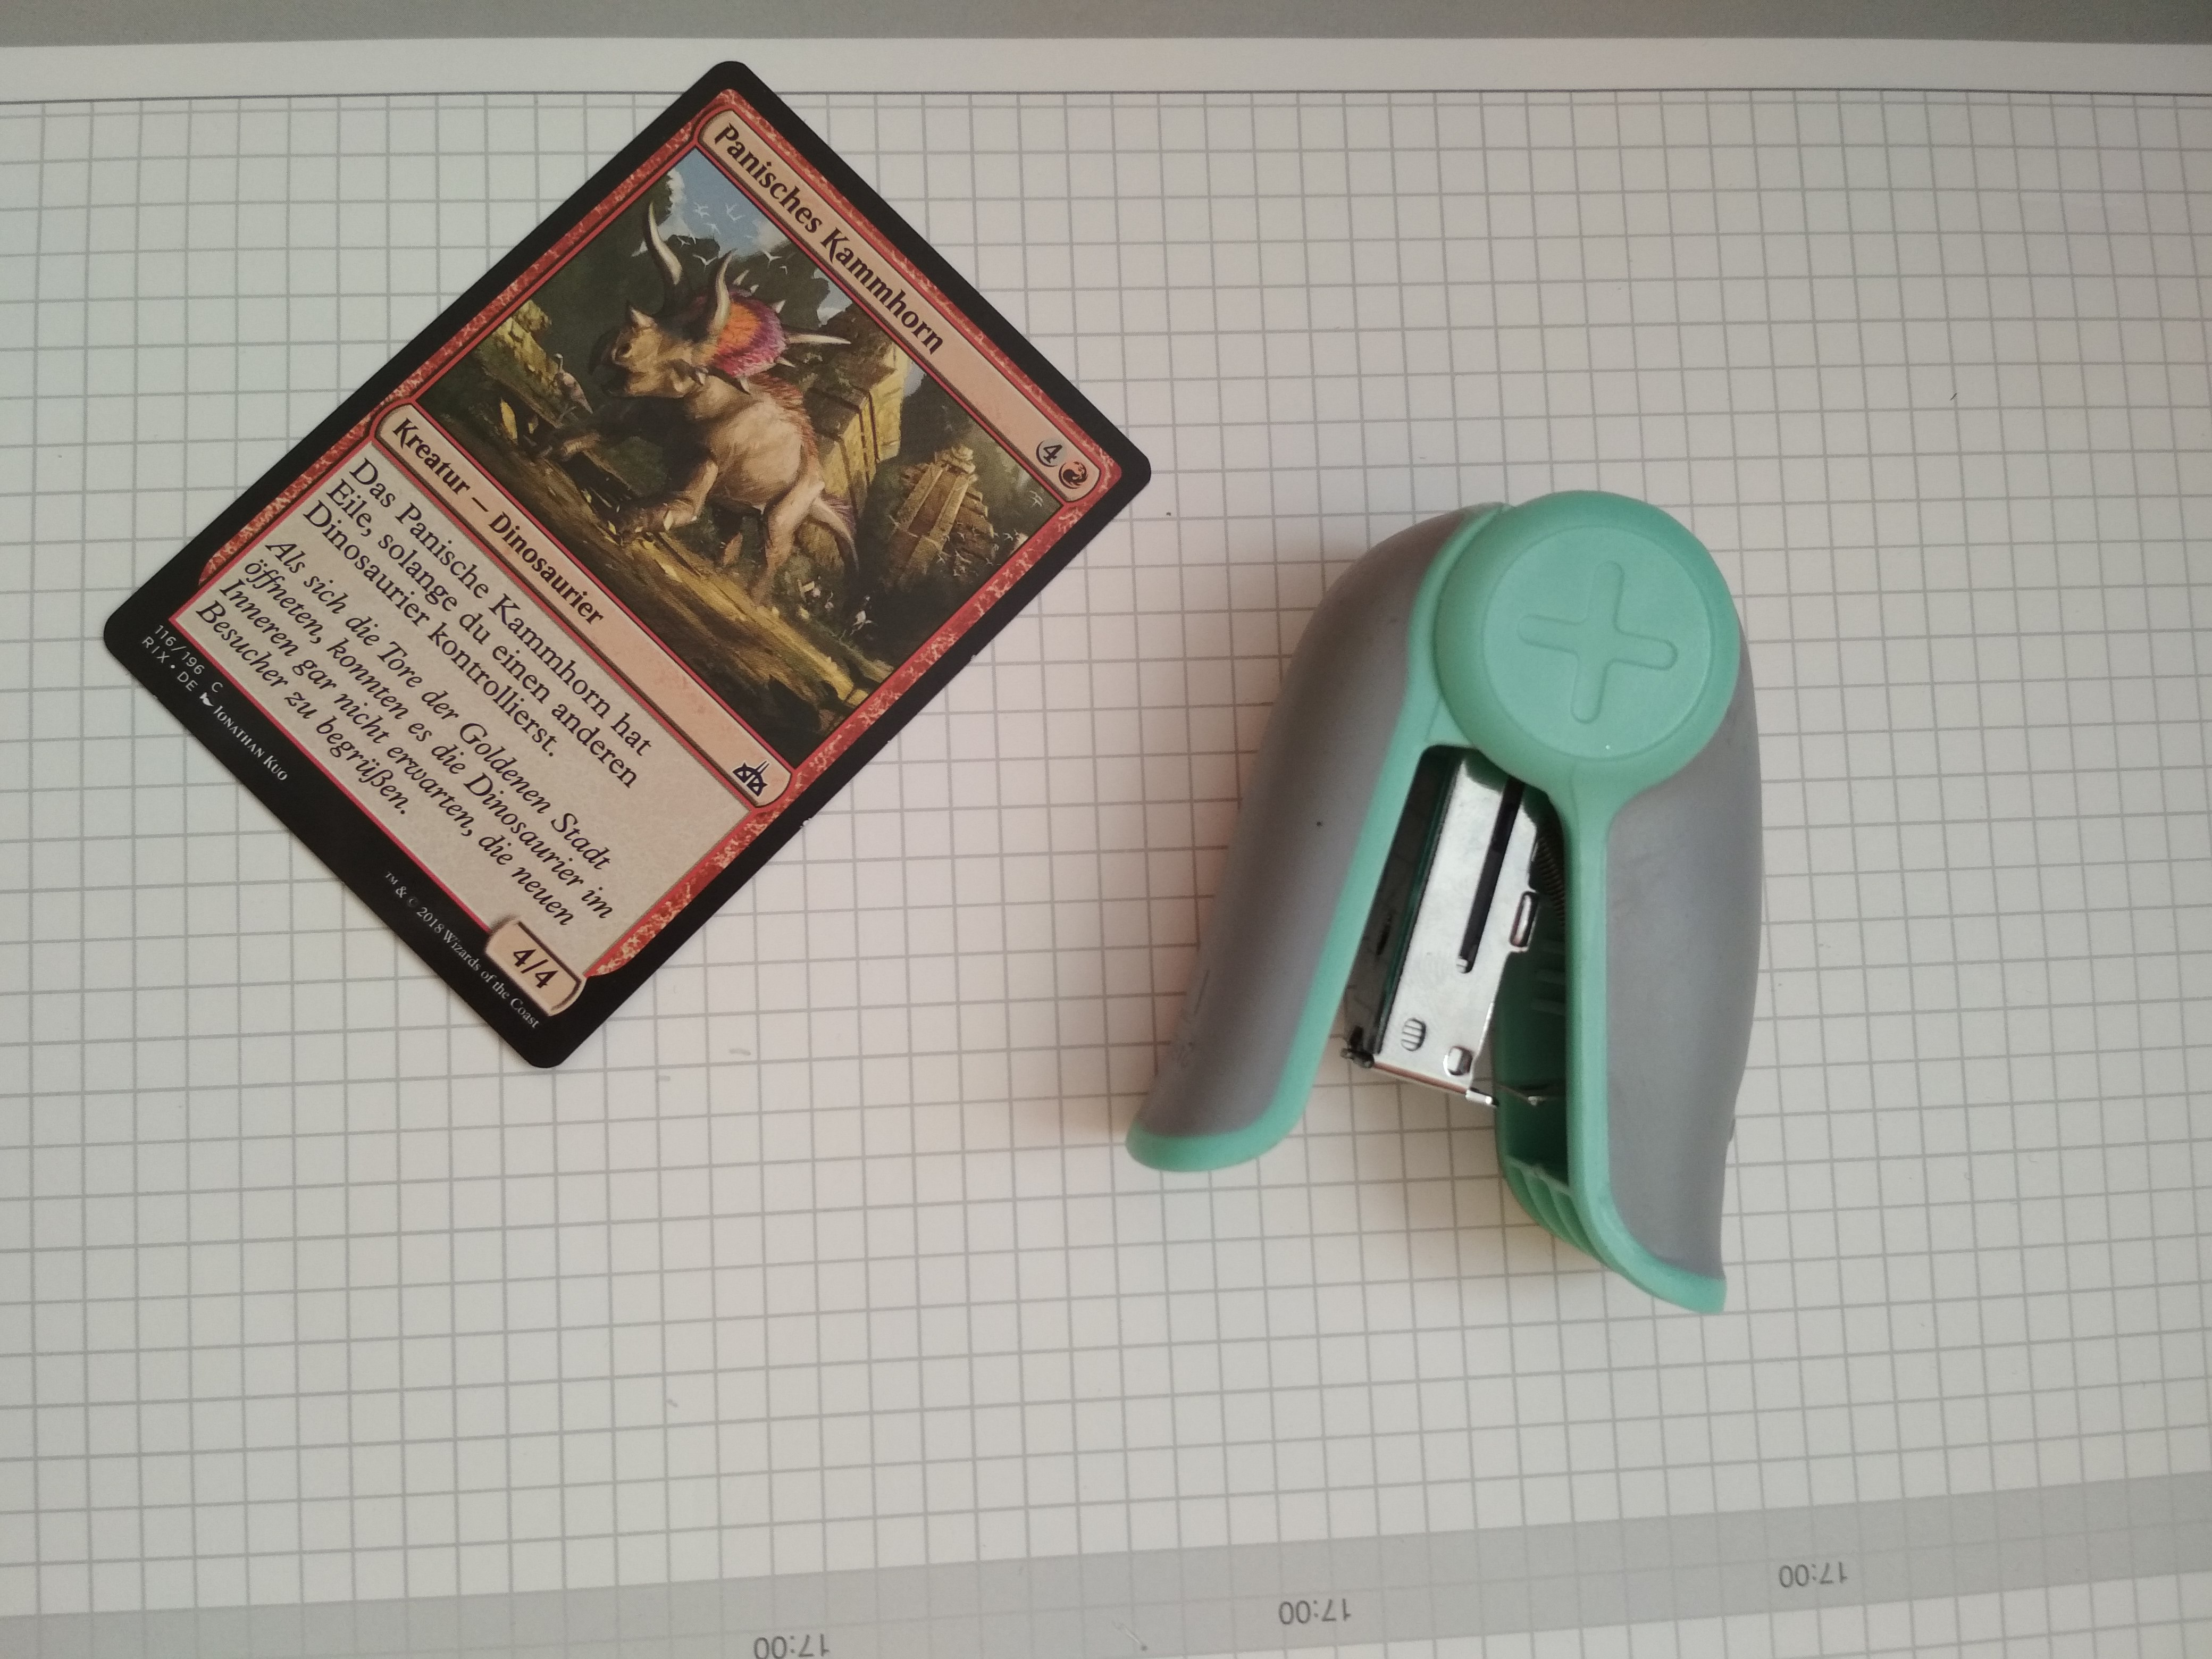 Panisches Kammhorn
4
Kreatur — Dinosaurier
Das Panische Kammhorn hat
Eile, solange du einen anderen
Dinosaurier kontrollierst.
Als sich die Tore der Goldenen Stadt
öffneten, konnten es die Dinosaurier im
Inneren gar nicht erwarten, die neuen
Besucher zu begrüßen.
4/4
116/196 C
RIX • DE Jonathan Kuo
™ & © 2018 Wizards of the Coast
17:00
17:00
17:00